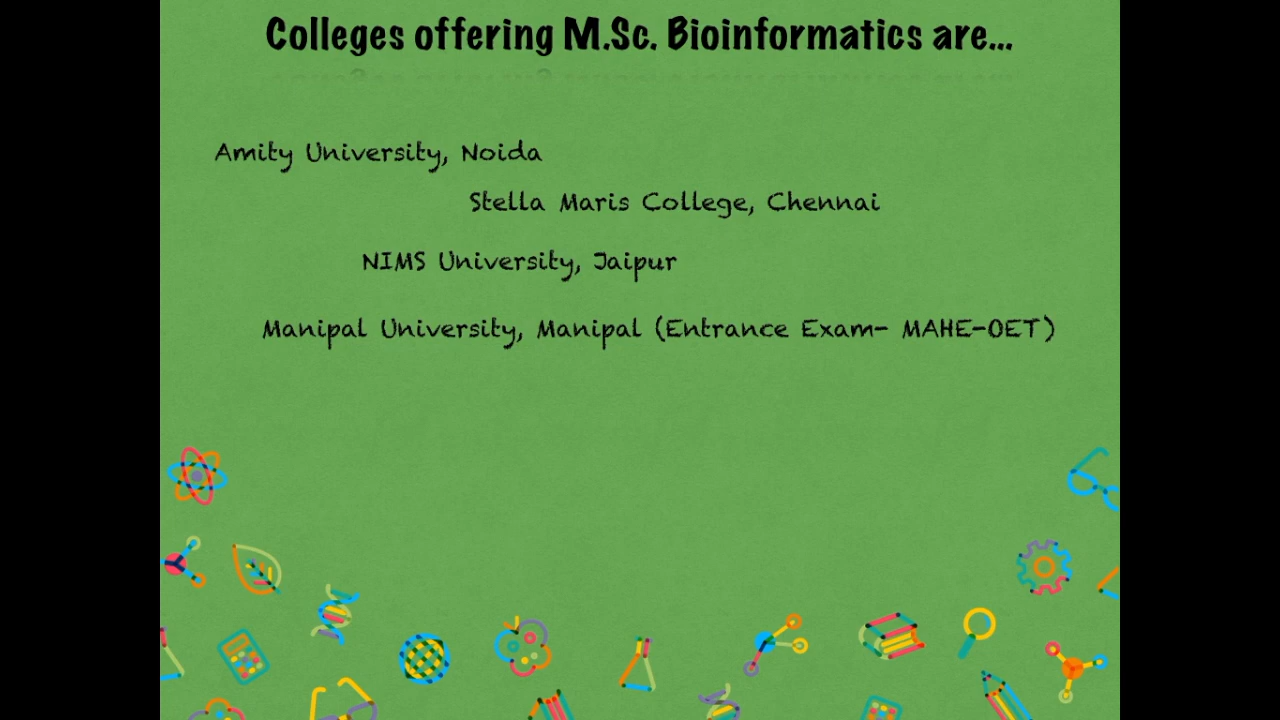 Colleges offering M.Sc. Bioinformatics are...
Amity University, Noida
Stella Maris College, Chennai
NIMS University, Jaipur
Manipal University, Manipal (Entrance Exam- MAHE-OET)